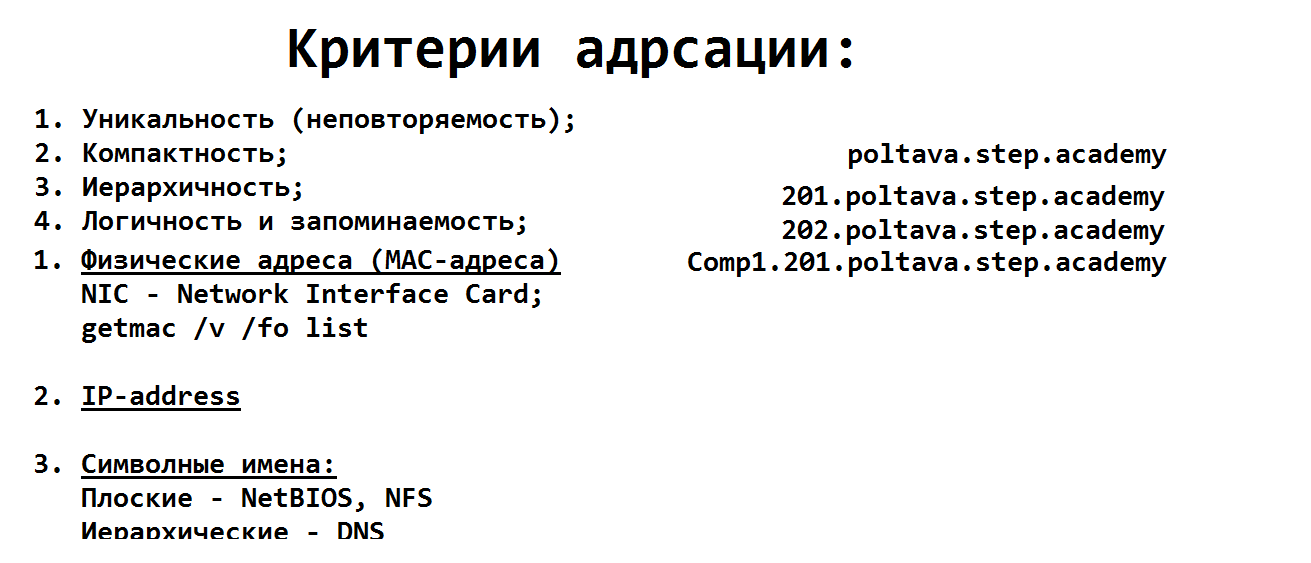 Критерии адрсации:
1. Уникальность (неповторяемость);
2. Компактность;
3. Иерархичность;
4. Логичность и запоминаемость;
1. Физические адреса (MAC-адреса)
NIC - Network Interface Card;
getmac /v /fo list
2. IP-address
3. Символные имена:
Плоские - NetBIOS, NFS
Иерархические - DNS
poltava.step.academy
201.poltava.step.academy
202.poltava.step.academy
Comp1.201.poltava.step.academy